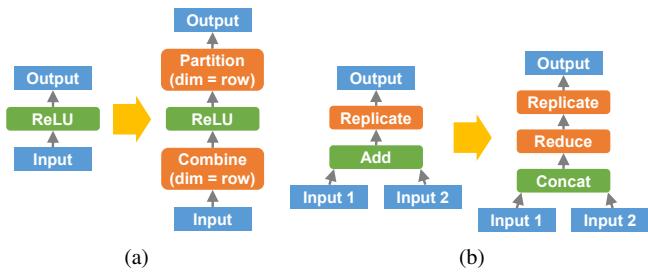 Output
ReLU
Input
Output
Partition
(dim = row)
ReLU
Combine
(dim = row)
Input
(a)
Output
Replicate
Add
Input 1 Input 2
Output
Replicate
Reduce
Concat
Input 1 Input 2
(b)